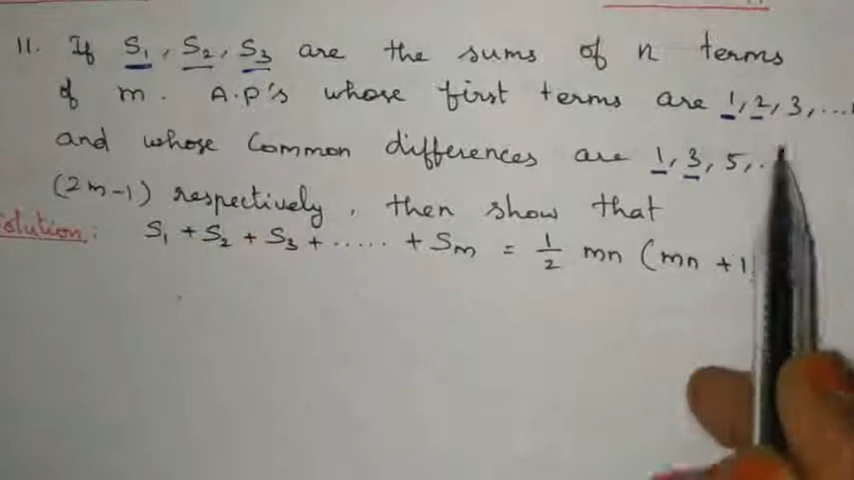 11. If S₁, S₂, S₃ are the sums of n terms
of m. A.P's whose first terms are 1, 2, 3, ...
and whose common differences are 1, 3, 5, ..
(2m-1) respectively, then show that
olution: S₁ + S₂ + S₃ + ..... + Sₘ = 1/2 mn (mn + 1